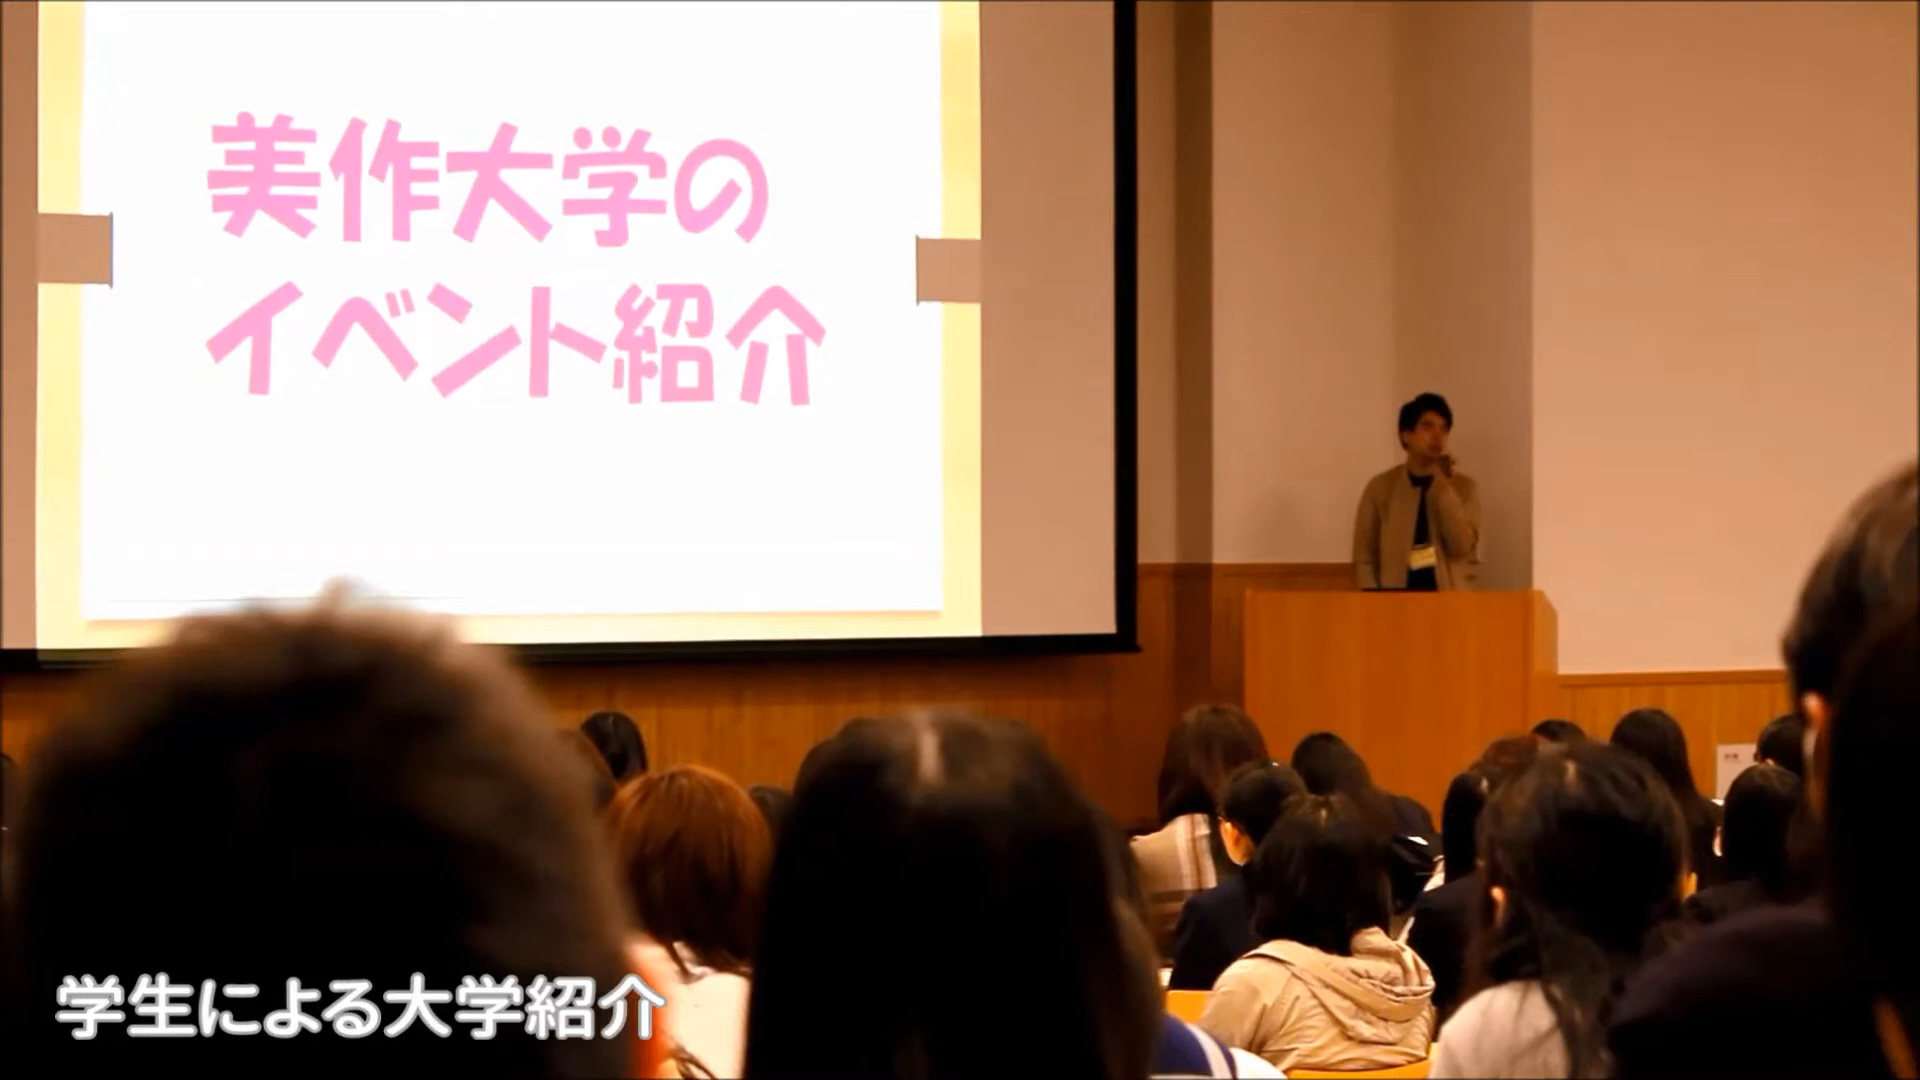 美作大学の
イベント紹介
学生による大学紹介